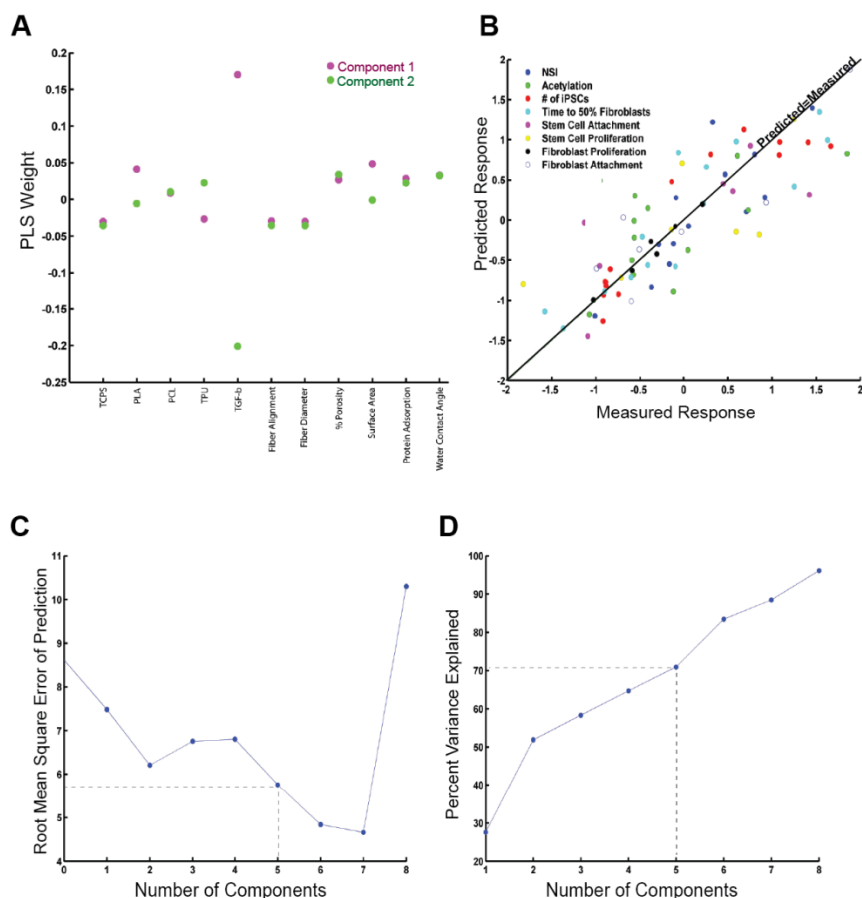 A
Component 1
Component 2
0.2
0.15
0.1
0.05
0
-0.05
-0.1
-0.15
-0.2
-0.25
PLS Weight
TCPS
PLA
PCL
TPU
TGF-b
Fiber Alignment
Fiber Diameter
% Porosity
Surface Area
Protein Adsorption
Water Contact Angle
B
NSI
Acetylation
# of iPSCs
Time to 50% Fibroblasts
Stem Cell Attachment
Stem Cell Proliferation
Fibroblast Proliferation
Fibroblast Attachment
Predicted=Measured
2
1.5
1
0.5
0
-0.5
-1
-1.5
-2
Predicted Response
-2 -1.5 -1 -0.5 0 0.5 1 1.5 2
Measured Response
C
11
10
9
8
7
6
5
4
Root Mean Square Error of Prediction
0 1 2 3 4 5 6 7 8
Number of Components
D
100
90
80
70
60
50
40
30
20
Percent Variance Explained
1 2 3 4 5 6 7 8
Number of Components